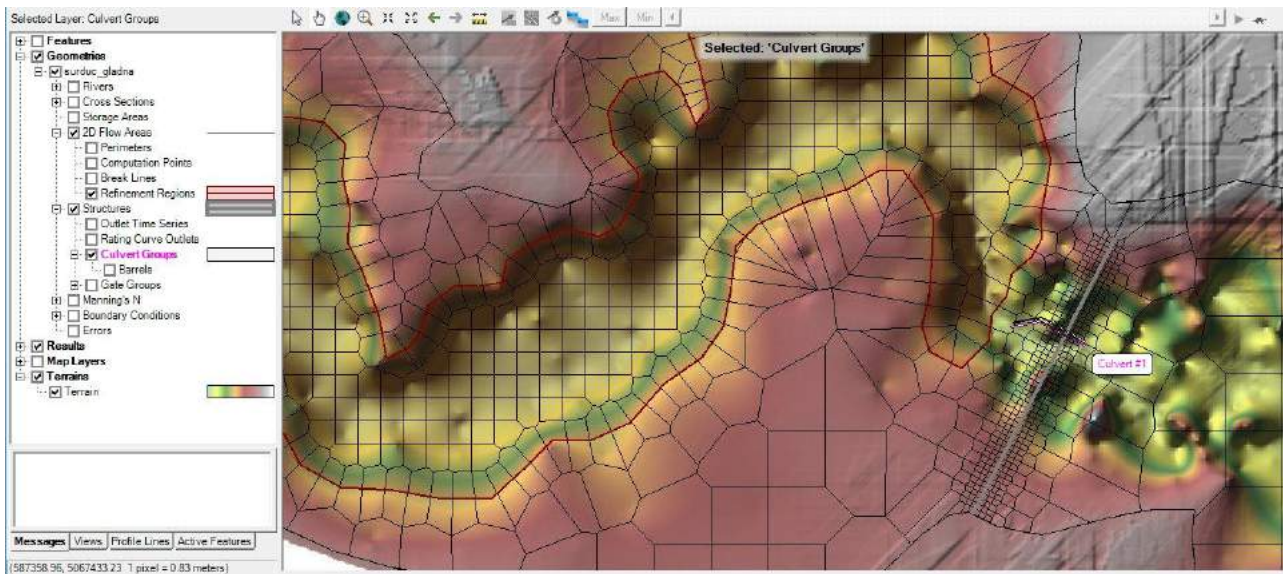 Selected Layer: Culvert Groups
Max
Min
Features
Geometries
surduc_gladna
Rivers
Cross Sections
Storage Areas
2D Flow Areas
Perimeters
Computation Points
Break Lines
Refinement Regions
Structures
Outlet Time Series
Rating Curve Outlets
Culvert Groups
Barrels
Gate Groups
Manning's N
Boundary Conditions
Errors
Results
Map Layers
Terrains
Terrain
Selected: 'Culvert Groups'
Culvert #1
Messages Views Profile Lines Active Features
(587358.96, 5067433.23 1 pixel = 0.83 meters)